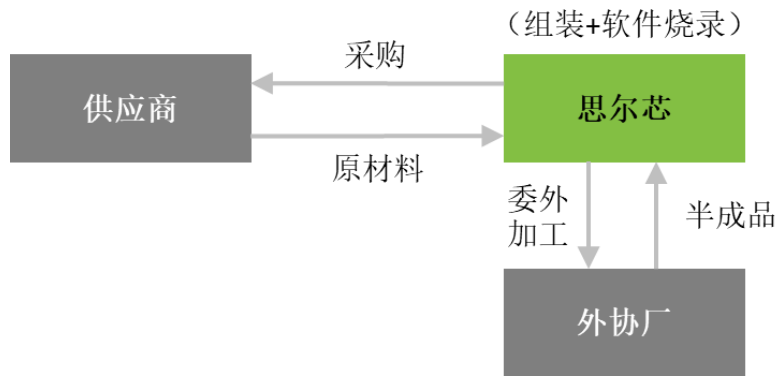 （组装+软件烧录）
采购
供应商
思尔芯
原材料
委外
加工
半成品
外协厂